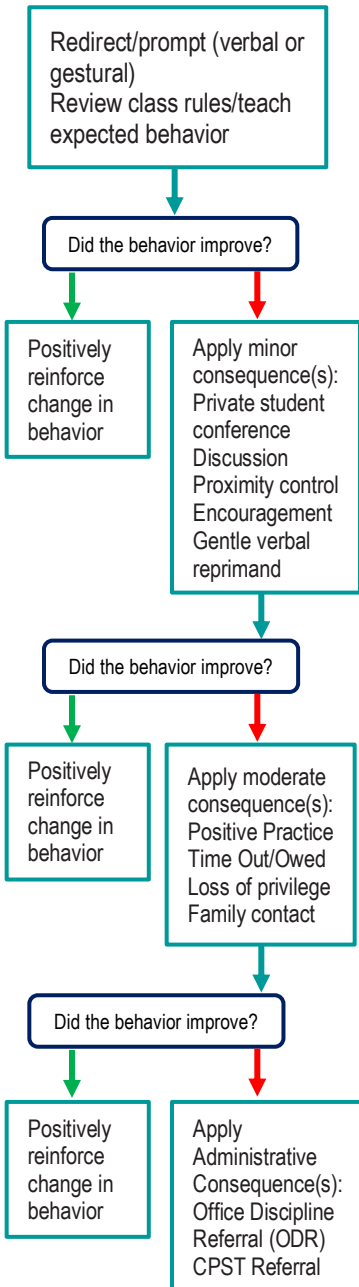 Redirect/prompt (verbal or
gestural)
Review class rules/teach
expected behavior
Did the behavior improve?
Positively
reinforce
change in
behavior
Apply minor
consequence(s):
Private student
conference
Discussion
Proximity control
Encouragement
Gentle verbal
reprimand
Did the behavior improve?
Positively
reinforce
change in
behavior
Apply moderate
consequence(s):
Positive Practice
Time Out/Owed
Loss of privilege
Family contact
Did the behavior improve?
Positively
reinforce
change in
behavior
Apply
Administrative
Consequence(s):
Office Discipline
Referral (ODR)
CPST Referral